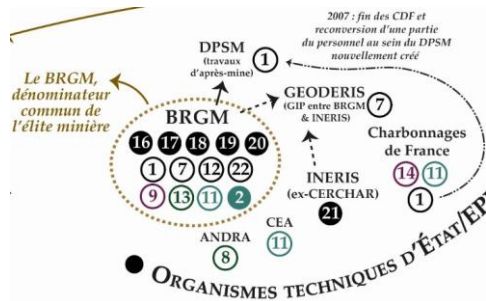 2007 : fin des CDF et
reconversion d'une partie
du personnel au sein du DPSM
nouvellement créé
DPSM
(travaux
d'après-mine)
1
Le BRGM,
dénominateur
commun de
l'élite minière
GEODERIS
(GIP entre BRGM
& INERIS)
7
BRGM
16 17 18 19 20
1 7 12 22
9 13 11 2
Charbonnages
de France
14 11
1
INERIS
(ex-CERCHAR)
21
CEA
11
ANDRA
8
ORGANISMES TECHNIQUES D'ÉTAT/EP